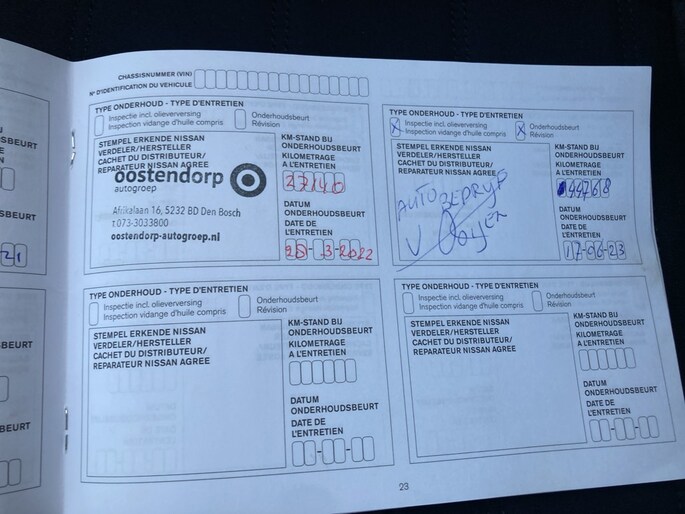 CHASSISNUMMER (VIN)
N° D'IDENTIFICATION DU VEHICULE
TYPE ONDERHOUD - TYPE D'ENTRETIEN
Inspectie incl. olieverversing
Inspection vidange d'huile compris
Onderhoudsbeurt
Révision
STEMPEL ERKENDE NISSAN
VERDELER/HERSTELLER
CACHET DU DISTRIBUTEUR/
REPARATEUR NISSAN AGREE
oostendorp
autogroep
Afrikalaan 16, 5232 BD Den Bosch
T 073-3033800
oostendorp-autogroep.nl
KM-STAND BIJ
ONDERHOUDSBEURT
KILOMETRAGE
A L'ENTRETIEN
DATUM
ONDERHOUDSBEURT
DATE DE
L'ENTRETIEN
3-2022
TYPE ONDERHOUD - TYPE D'ENTRETIEN
X Inspectie incl. olieverversing
Inspection vidange d'huile compris
X Onderhoudsbeurt
Révision
STEMPEL ERKENDE NISSAN
VERDELER/HERSTELLER
CACHET DU DISTRIBUTEUR/
REPARATEUR NISSAN AGREE
AUTOBEDRYF
KM-STAND BIJ
ONDERHOUDSBEURT
KILOMETRAGE
A L'ENTRETIEN
44768
DATUM
ONDERHOUDSBEURT
DATE DE
L'ENTRETIEN
12-06-23
TYPE ONDERHOUD - TYPE D'ENTRETIEN
Inspectie incl. olieverversing
Inspection vidange d'huile compris
Onderhoudsbeurt
Révision
STEMPEL ERKENDE NISSAN
VERDELER/HERSTELLER
CACHET DU DISTRIBUTEUR/
REPARATEUR NISSAN AGREE
KM-STAND BIJ
ONDERHOUDSBEURT
KILOMETRAGE
A L'ENTRETIEN
DATUM
ONDERHOUDSBEURT
DATE DE
L'ENTRETIEN
TYPE ONDERHOUD - TYPE D'ENTRETIEN
Inspectie incl. olieverversing
Inspection vidange d'huile compris
Onderhoudsbeurt
Révision
STEMPEL ERKENDE NISSAN
VERDELER/HERSTELLER
CACHET DU DISTRIBUTEUR/
REPARATEUR NISSAN AGREE
KM-STAND BIJ
ONDERHOUDSBEURT
KILOMETRAGE
A L'ENTRETIEN
DATUM
ONDERHOUDSBEURT
DATE DE
L'ENTRETIEN
23